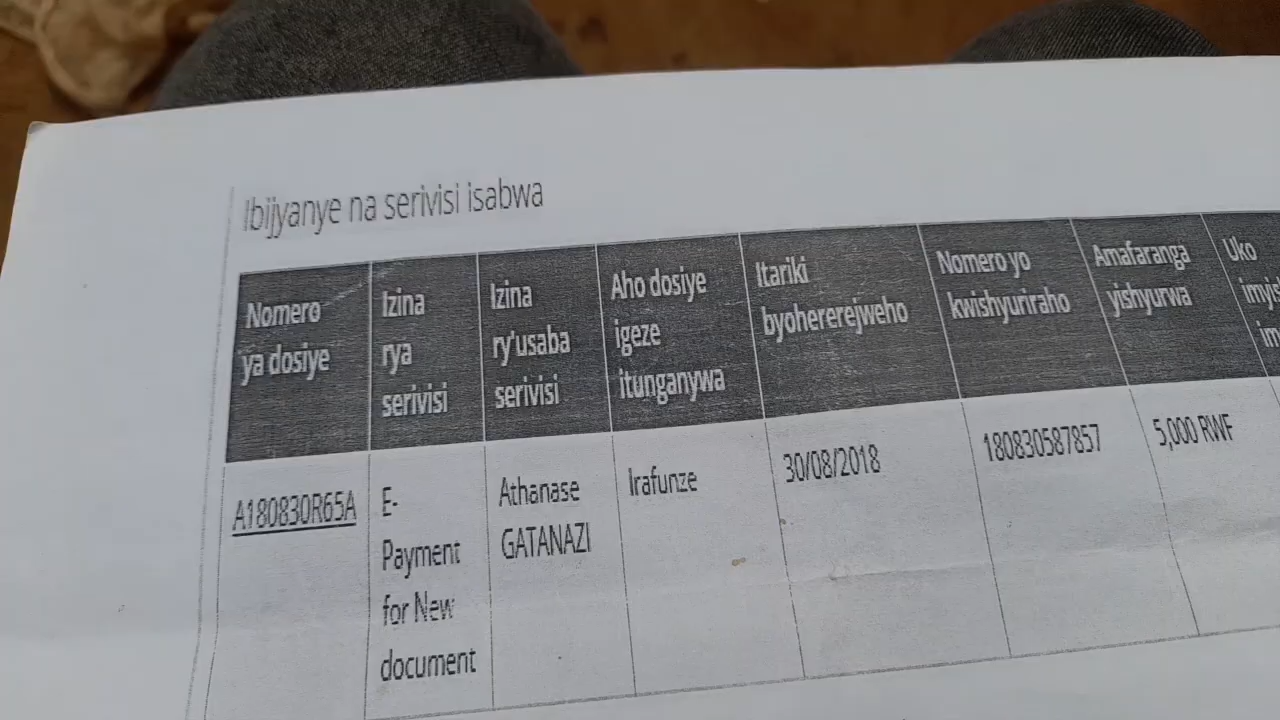 Ibijyanye na serivisi isabwa
Nomero
ya dosiye
Izina
rya
serivisi
Izina
ry'usaba
serivisi
Aho dosiye
igeze
itunganywa
Itariki
byohererejweho
Nomero yo
kwishyuriraho
Amafaranga
yishyurwa
Uko
A180830R65A
E-
Payment
for New
document
Athanase
GATANAZI
Irafunze
30/08/2018
180830587857
5,000 RWF